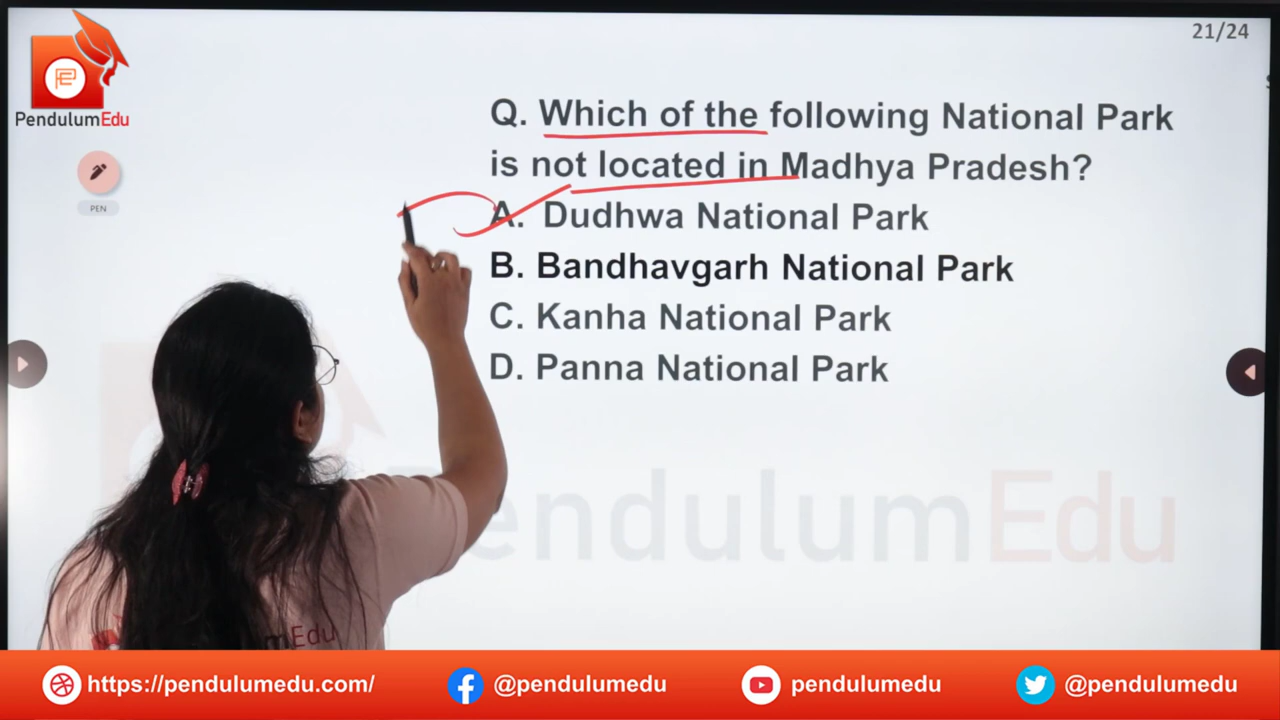 21/24
PendulumEdu
PEN
Q. Which of the following National Park
is not located in Madhya Pradesh?
A. Dudhwa National Park
B. Bandhavgarh National Park
C. Kanha National Park
D. Panna National Park
PendulumEdu
https://pendulumedu.com/
@pendulumedu
pendulumedu
@pendulumedu